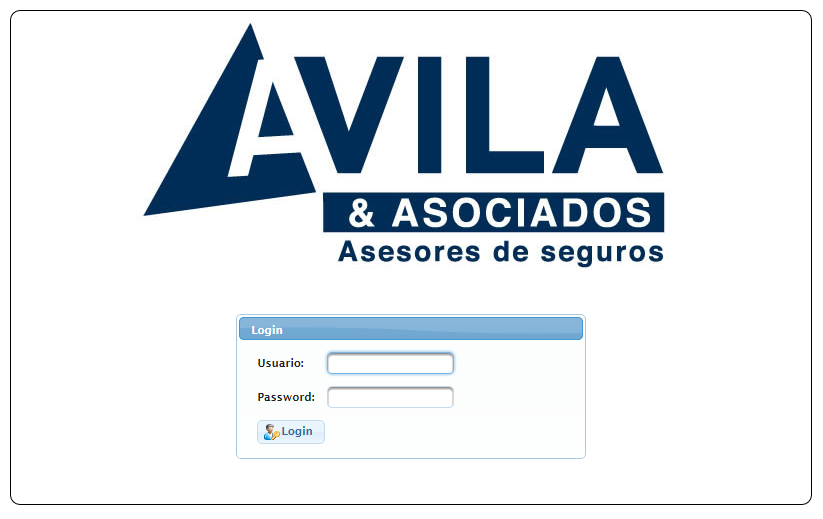 AVILA
& ASOCIADOS
Asesores de seguros
Login
Usuario:
Password:
Login